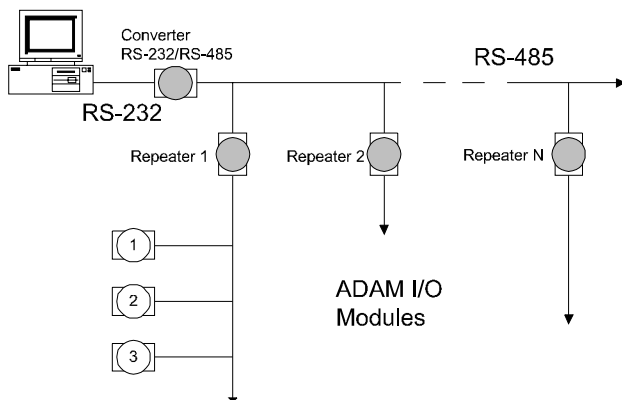 Converter
RS-232/RS-485
RS-485
RS-232
Repeater 1
Repeater 2
Repeater N
1
2
3
ADAM I/O
Modules